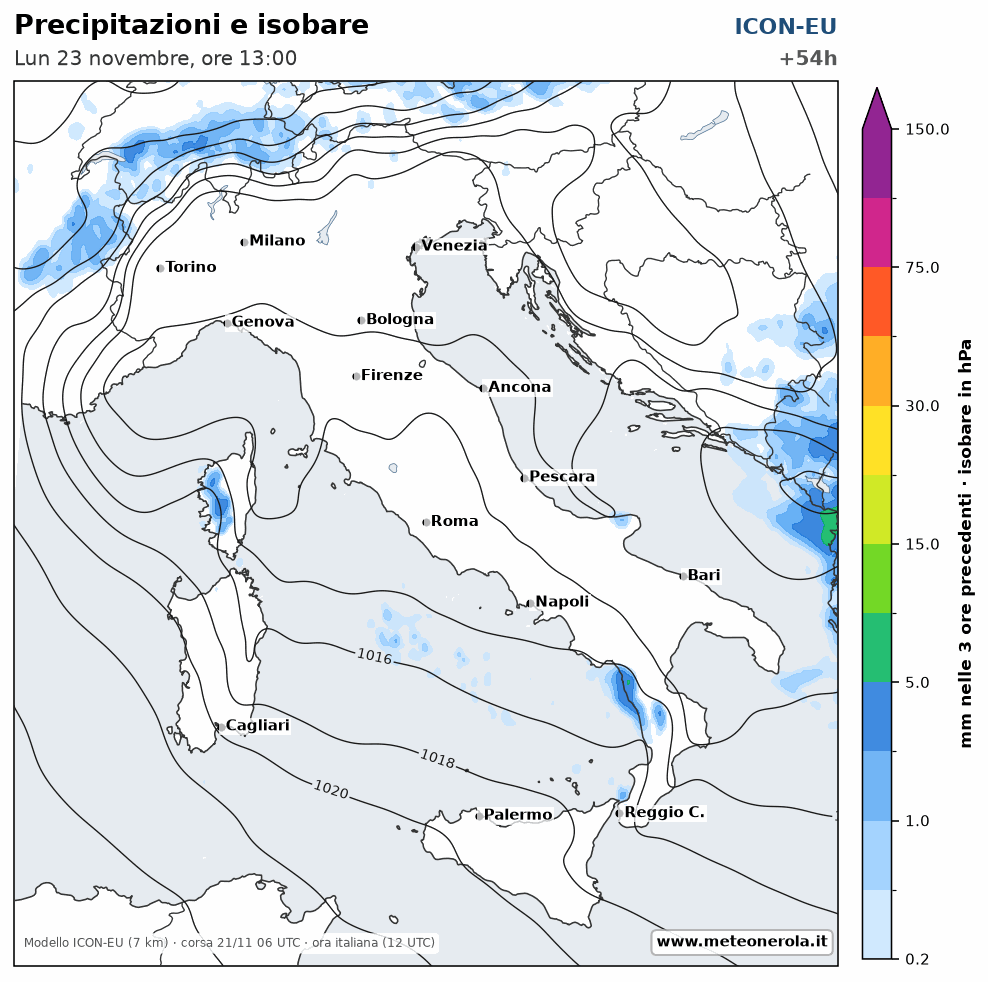 Precipitazioni e isobare
ICON-EU
Lun 23 novembre, ore 13:00
+54h
150.0
75.0
30.0
15.0
5.0
1.0
0.2
mm nelle 3 ore precedenti · isobare in hPa
Milano
Venezia
Torino
Genova
Bologna
Firenze
Ancona
Pescara
Roma
Bari
Napoli
1016
Cagliari
1018
1020
Palermo
Reggio C.
Modello ICON-EU (7 km) · corsa 21/11 06 UTC · ora italiana (12 UTC)
www.meteonerola.it